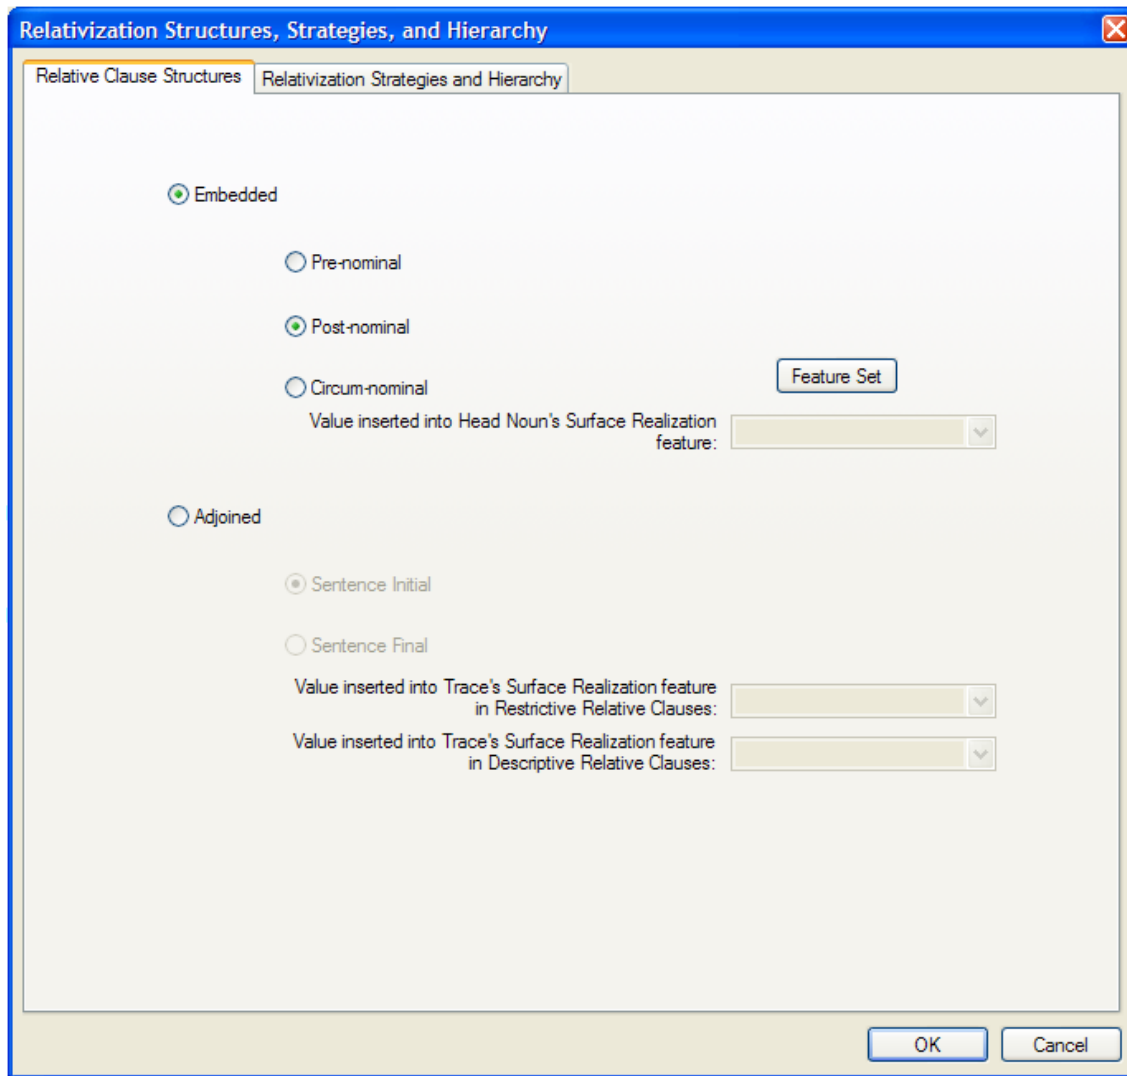 Relativization Structures, Strategies, and Hierarchy
Relative Clause Structures
Relativization Strategies and Hierarchy
Embedded
Pre-nominal
Post-nominal
Circum-nominal
Feature Set
Value inserted into Head Noun's Surface Realization
feature:
Adjoined
Sentence Initial
Sentence Final
Value inserted into Trace's Surface Realization feature
in Restrictive Relative Clauses:
Value inserted into Trace's Surface Realization feature
in Descriptive Relative Clauses:
OK
Cancel